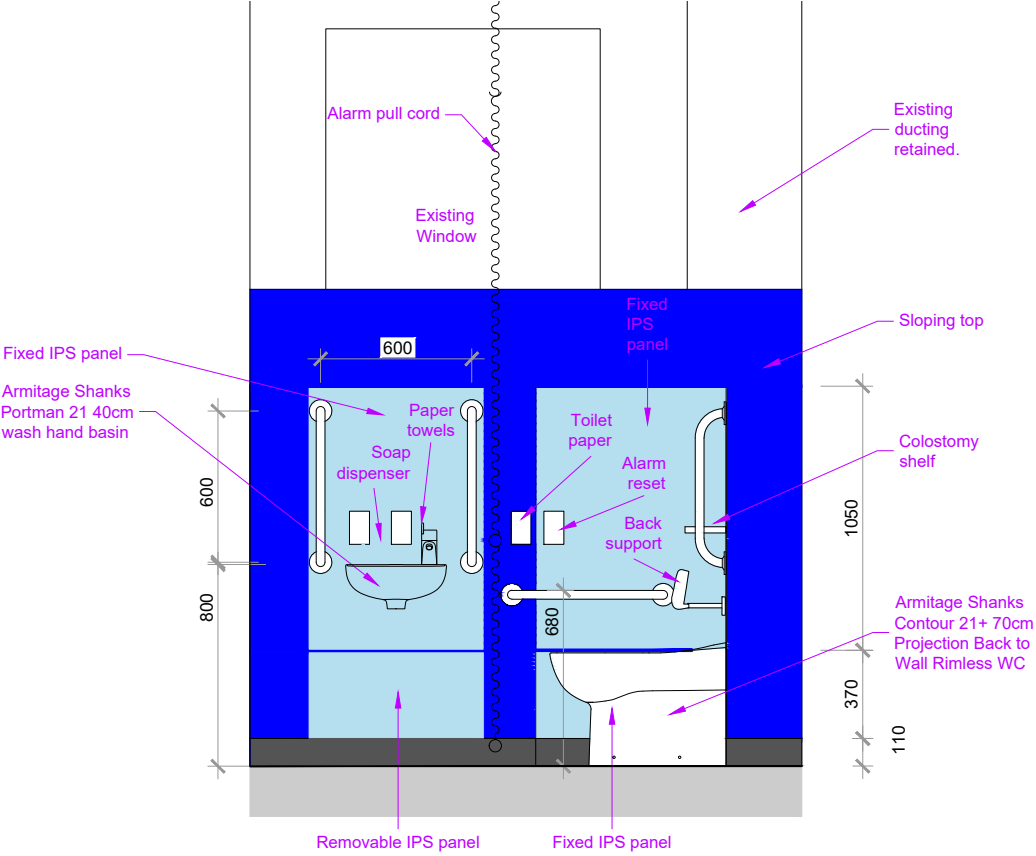 Alarm pull cord
Existing
ducting
retained.
Existing
Window
Fixed
IPS
panel
Sloping top
600
Fixed IPS panel
Armitage Shanks
Portman 21 40cm
wash hand basin
Paper
towels
Toilet
paper
Soap
dispenser
Alarm
reset
Colostomy
shelf
600
1050
Back
support
800
680
Armitage Shanks
Contour 21+ 70cm
Projection Back to
Wall Rimless WC
370
110
Removable IPS panel
Fixed IPS panel